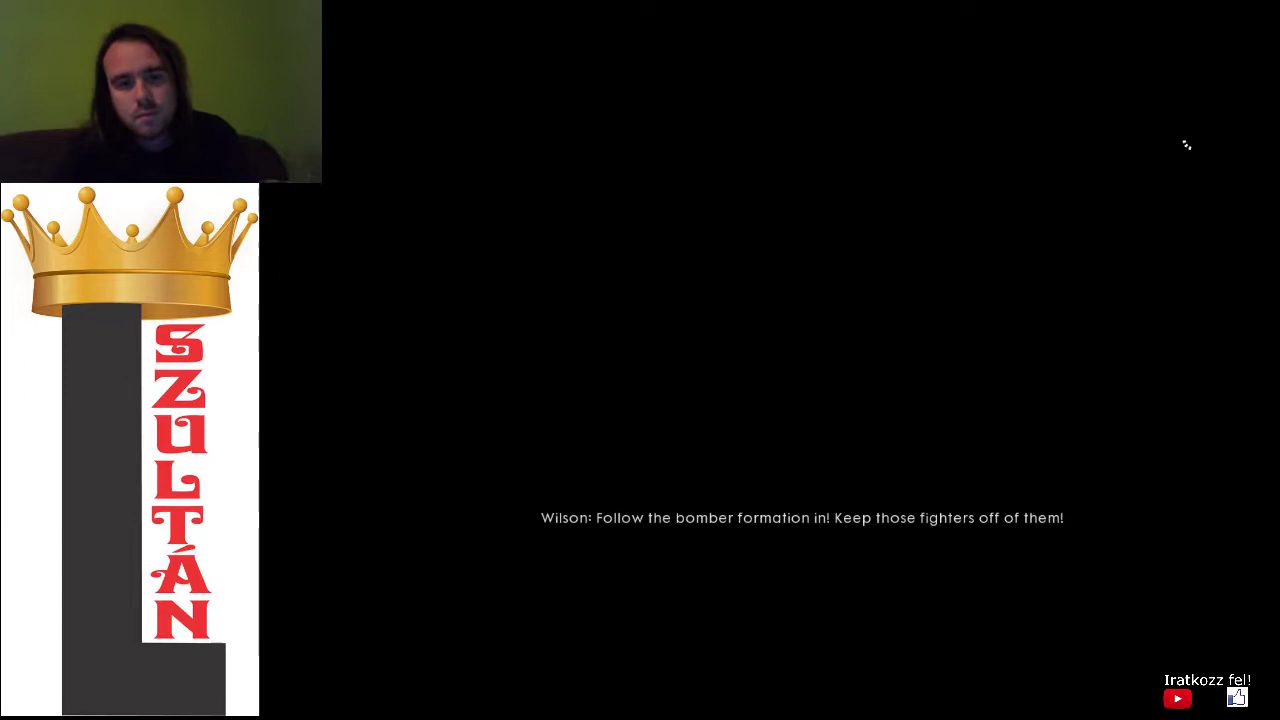 L
SZULTÁN
Wilson: Follow the bomber formation in! Keep those fighters off of them!
Iratkozz fel!